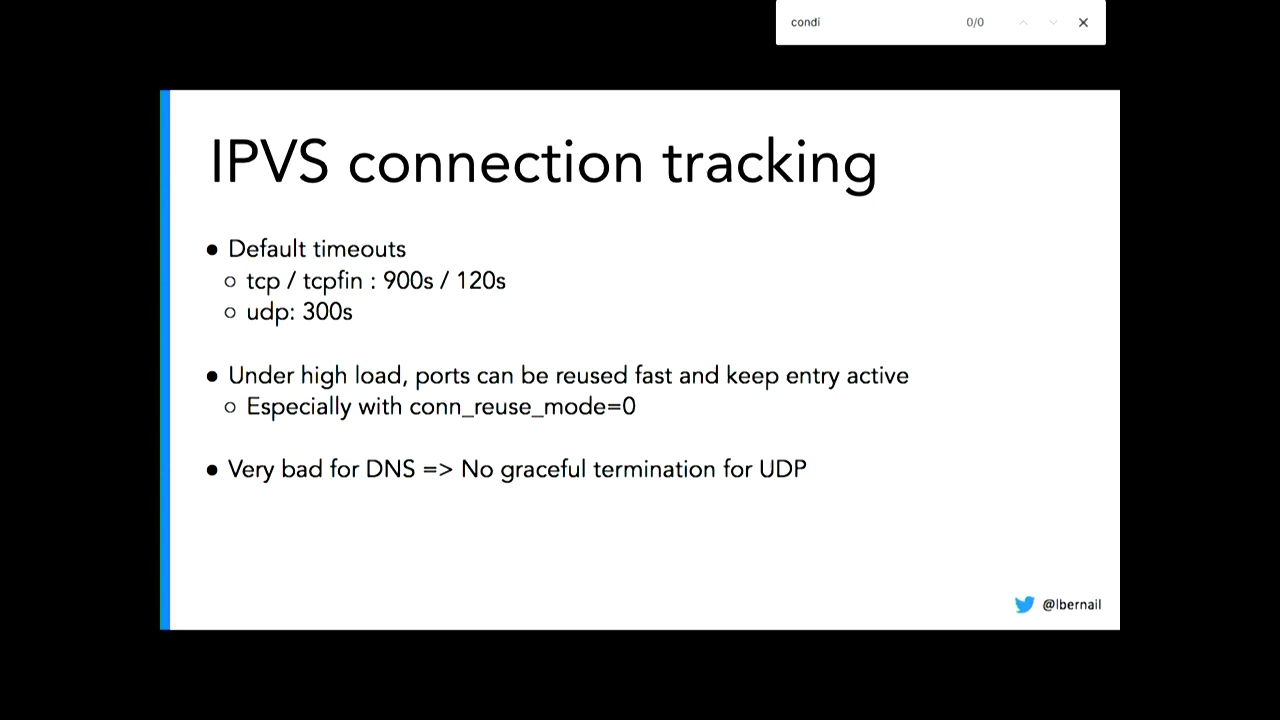 condi 0/0
IPVS connection tracking
● Default timeouts
○ tcp / tcpfin : 900s / 120s
○ udp: 300s
● Under high load, ports can be reused fast and keep entry active
○ Especially with conn_reuse_mode=0
● Very bad for DNS => No graceful termination for UDP
@lbernail